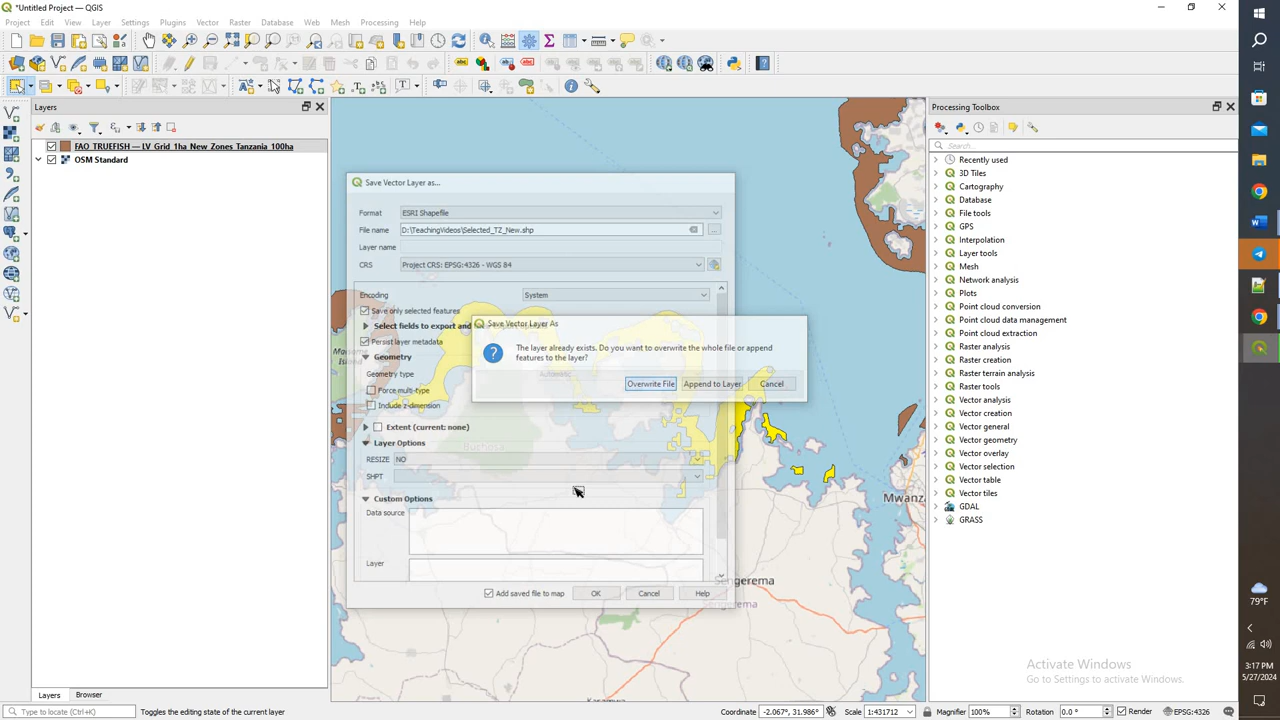 *Untitled Project — QGIS
Project Edit View Layer Settings Plugins Vector Raster Database Web Mesh Processing Help
Layers
FAO_TRUEFISH — LV_Grid_1ha_New_Zones_Tanzania_100ha
OSM Standard
Save Vector Layer as...
Format ESRI Shapefile
File name D:\TeachingVideos\Selected_TZ_New.shp
Layer name
CRS Project CRS: EPSG:4326 - WGS 84
Encoding System
Save only selected features
Select fields to export and
Persist layer metadata
Geometry
Geometry type Automatic
Force multi-type
Include z-dimension
Extent (current: none)
Layer Options
RESIZE NO
SHPT
Custom Options
Data source
Layer
Add saved file to map OK Cancel Help
Save Vector Layer As
The layer already exists. Do you want to overwrite the whole file or append
features to the layer?
Overwrite File Append to Layer Cancel
Mwanza
Sengerema
Sengerema
Processing Toolbox
Search...
Recently used
3D Tiles
Cartography
Database
File tools
GPS
Interpolation
Layer tools
Mesh
Network analysis
Plots
Point cloud conversion
Point cloud data management
Point cloud extraction
Raster analysis
Raster creation
Raster terrain analysis
Raster tools
Vector analysis
Vector creation
Vector general
Vector geometry
Vector overlay
Vector selection
Vector table
Vector tiles
GDAL
GRASS
Activate Windows
Go to Settings to activate Windows.
79°F
3:17 PM
5/27/2024
Layers Browser
Type to locate (Ctrl+K) Toggles the editing state of the current layer Coordinate -2.067°, 31.986° Scale 1:431712 Magnifier 100% Rotation 0.0 ° Render EPSG:4326